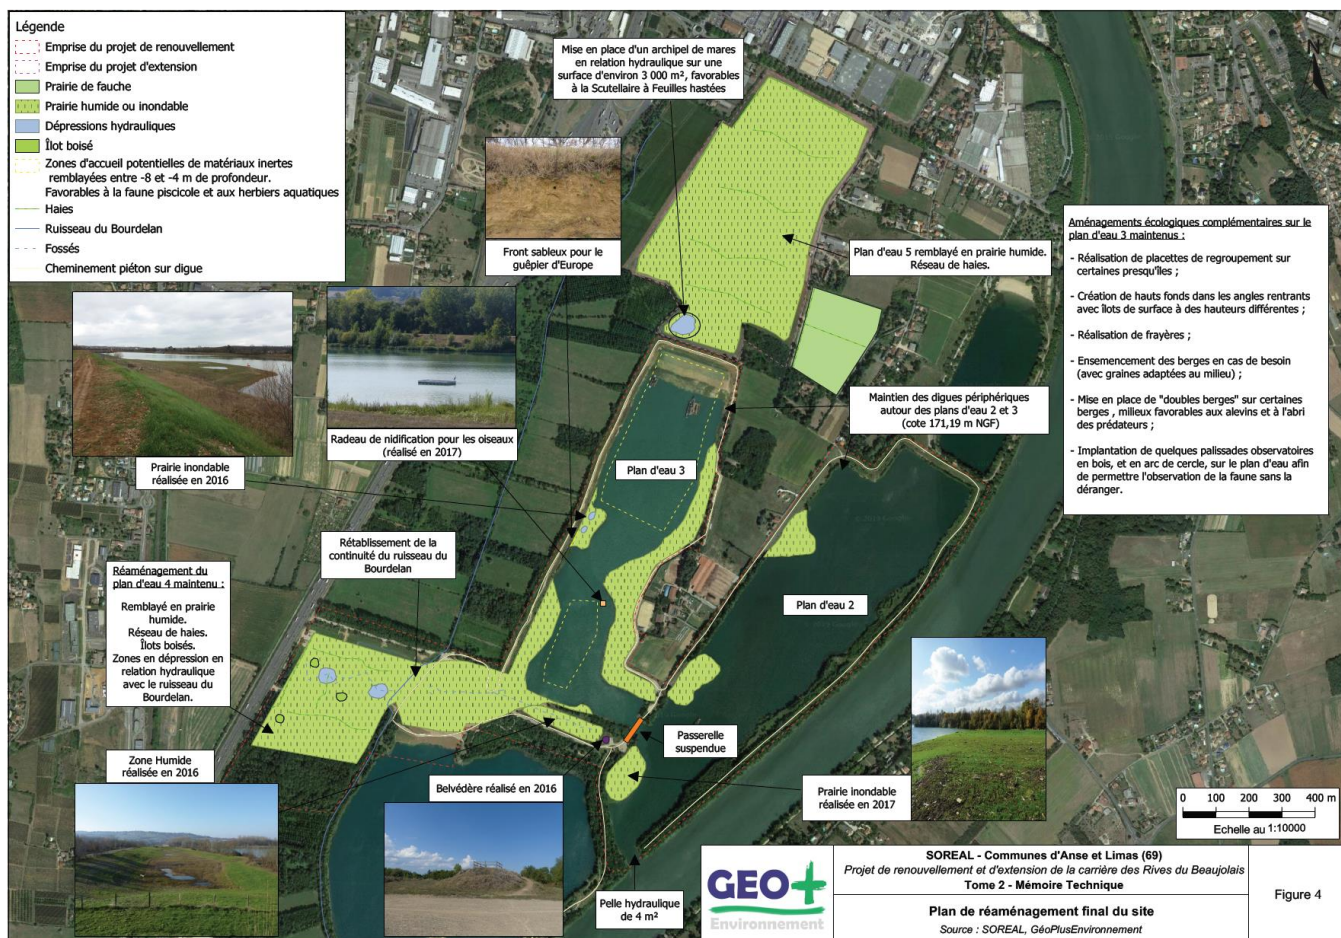 Légende
Emprise du projet de renouvellement
Emprise du projet d'extension
Prairie de fauche
Prairie humide ou inondable
Dépressions hydrauliques
Îlot boisé
Zones d'accueil potentielles de matériaux inertes
remblayées entre -8 et -4 m de profondeur.
Favorables à la faune piscicole et aux herbiers aquatiques
Haies
Ruisseau du Bourdelan
Fossés
Cheminement piéton sur digue
Mise en place d'un archipel de mares
en relation hydraulique sur une
surface d'environ 3 000 m², favorables
à la Scutellaire à Feuilles hastées
N
Front sableux pour le
guêpier d'Europe
Plan d'eau 5 remblayé en prairie humide.
Réseau de haies.
Aménagements écologiques complémentaires sur le
plan d'eau 3 maintenus :
- Réalisation de placettes de regroupement sur
certaines presqu'îles ;
- Création de hauts fonds dans les angles rentrants
avec îlots de surface à des hauteurs différentes ;
- Réalisation de frayères ;
- Ensemencement des berges en cas de besoin
(avec graines adaptées au milieu) ;
- Mise en place de "doubles berges" sur certaines
berges , milieux favorables aux alevins et à l'abri
des prédateurs ;
- Implantation de quelques palissades observatoires
en bois, et en arc de cercle, sur le plan d'eau afin
de permettre l'observation de la faune sans la
déranger.
Radeau de nidification pour les oiseaux
(réalisé en 2017)
Prairie inondable
réalisée en 2016
Maintien des digues périphériques
autour des plans d'eau 2 et 3
(cote 171,19 m NGF)
Plan d'eau 3
Rétablissement de la
continuité du ruisseau du
Bourdelan
Réaménagement du
plan d'eau 4 maintenu :
Remblayé en prairie
humide.
Réseau de haies.
Îlots boisés.
Zones en dépression en
relation hydraulique
avec le ruisseau du
Bourdelan.
Plan d'eau 2
Passerelle
suspendue
Zone Humide
réalisée en 2016
Belvédère réalisé en 2016
Prairie inondable
réalisée en 2017
Pelle hydraulique
de 4 m²
0 100 200 300 400 m
Echelle au 1:10000
GEO+
Environnement
SOREAL - Communes d'Anse et Limas (69)
Projet de renouvellement et d'extension de la carrière des Rives du Beaujolais
Tome 2 - Mémoire Technique
Plan de réaménagement final du site
Source : SOREAL, GéoPlusEnvironnement
Figure 4